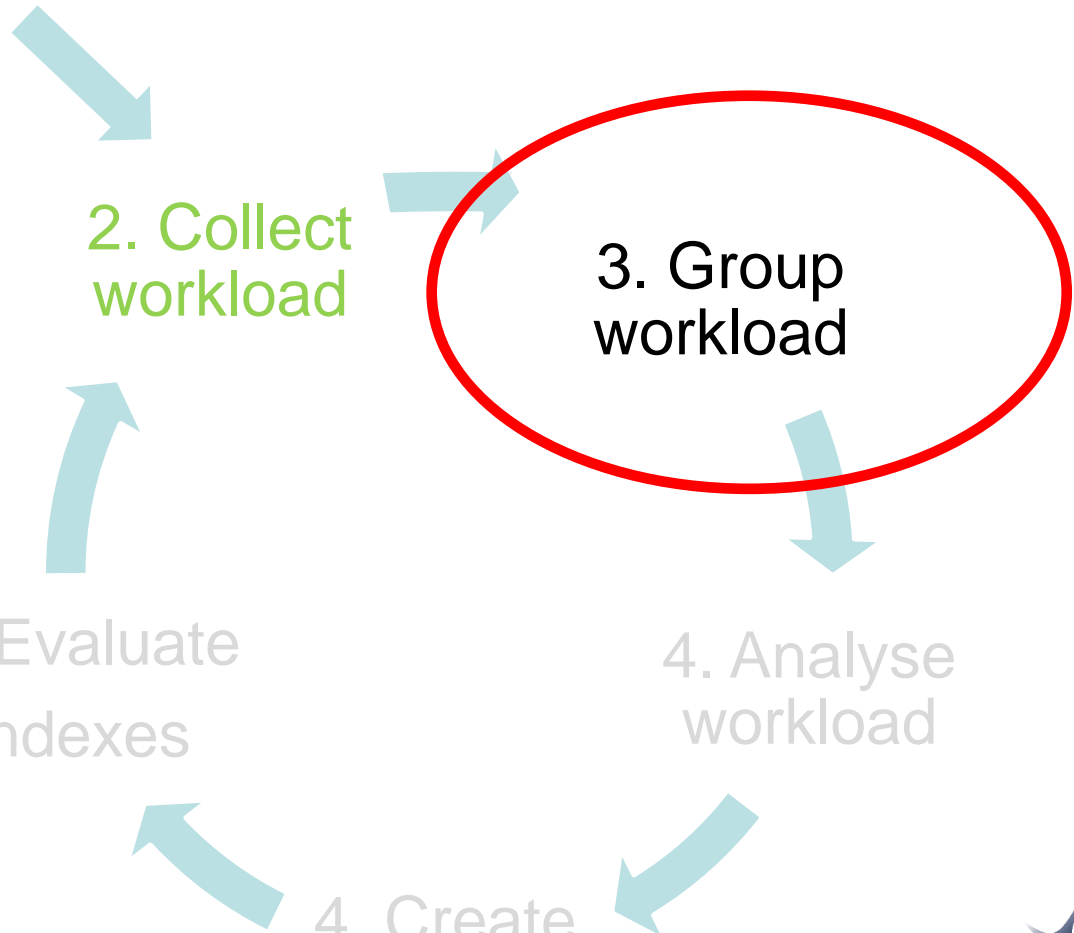 2. Collect
workload
3. Group
workload
Evaluate
ndexes
4. Analyse
workload
4. Create